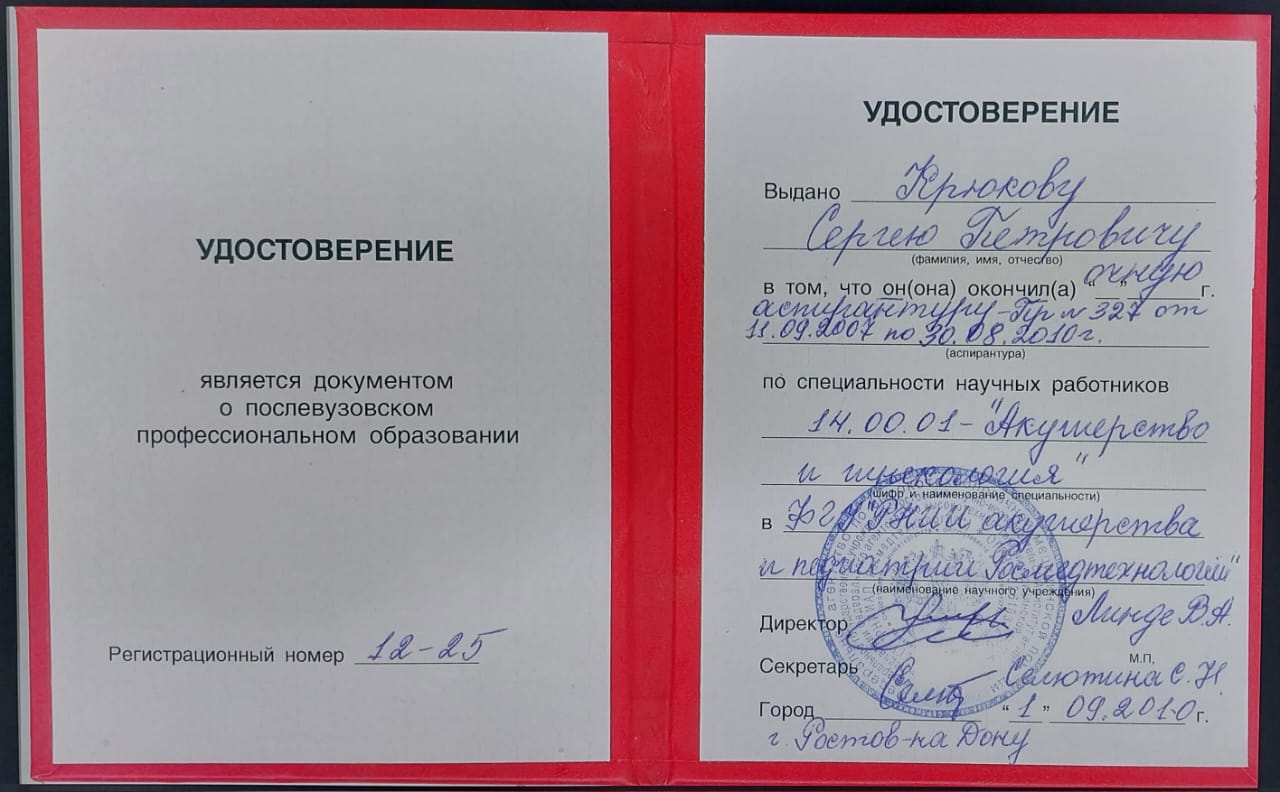 УДОСТОВЕРЕНИЕ
является документом
о послевузовском
профессиональном образовании
Регистрационный номер 12-25
УДОСТОВЕРЕНИЕ
Выдано Крюкову
Сергею Петровичу
(фамилия, имя, отчество)
очную
в том, что он(она) окончил(а) “ ” г.
аспирантуру-Пр № 327 от
11.09.2007 по 30.08.2010г.
(аспирантура)
по специальности научных работников
14.00.01-"Акушерство
и гинекология"
(шифр и наименование специальности)
в ФГУ "РНИИ акушерства
и педиатрии Росмедтехнологий"
(наименование научного учреждения)
Директор Линде В.А.
М.П,
Секретарь Селютина С.Н
Город “1” 09.2010 г.
г. Ростов-на Дону